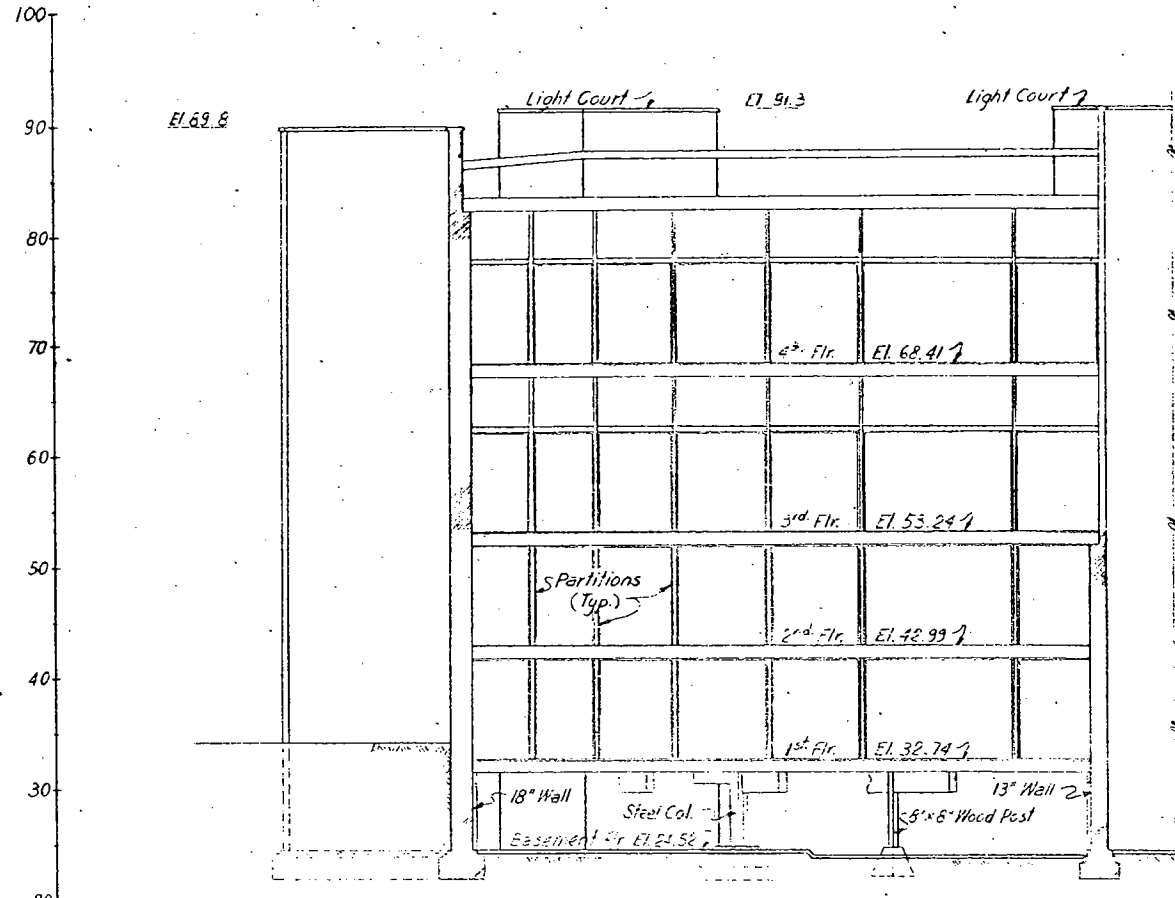 100
Light Court
El. 91.3
Light Court
El. 89.8
90
80
70
4th Flr. El. 68.41
60
3rd Flr. El. 53.24
50
Partitions
(Typ.)
2nd Flr. El. 42.99
40
1st Flr. El. 32.74
30
18" Wall
Steel Col.
13" Wall
8"x8" Wood Post
Basement Flr. El. 24.52
20